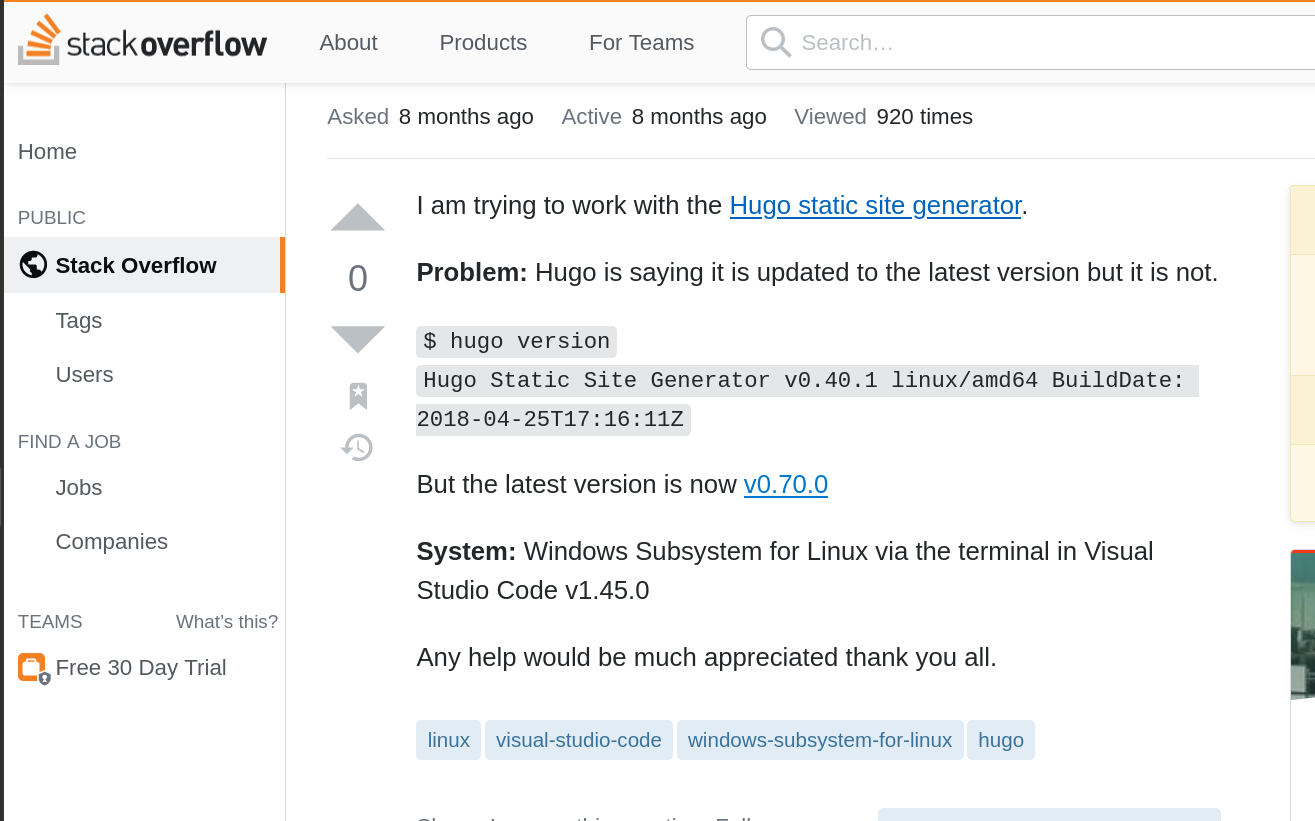 stackoverflow About Products For Teams Search…
Asked 8 months ago Active 8 months ago Viewed 920 times
Home
PUBLIC
Stack Overflow
Tags
Users
FIND A JOB
Jobs
Companies
TEAMS What's this?
Free 30 Day Trial
I am trying to work with the Hugo static site generator.
0
Problem: Hugo is saying it is updated to the latest version but it is not.
$ hugo version
Hugo Static Site Generator v0.40.1 linux/amd64 BuildDate:
2018-04-25T17:16:11Z
But the latest version is now v0.70.0
System: Windows Subsystem for Linux via the terminal in Visual
Studio Code v1.45.0
Any help would be much appreciated thank you all.
linux visual-studio-code windows-subsystem-for-linux hugo